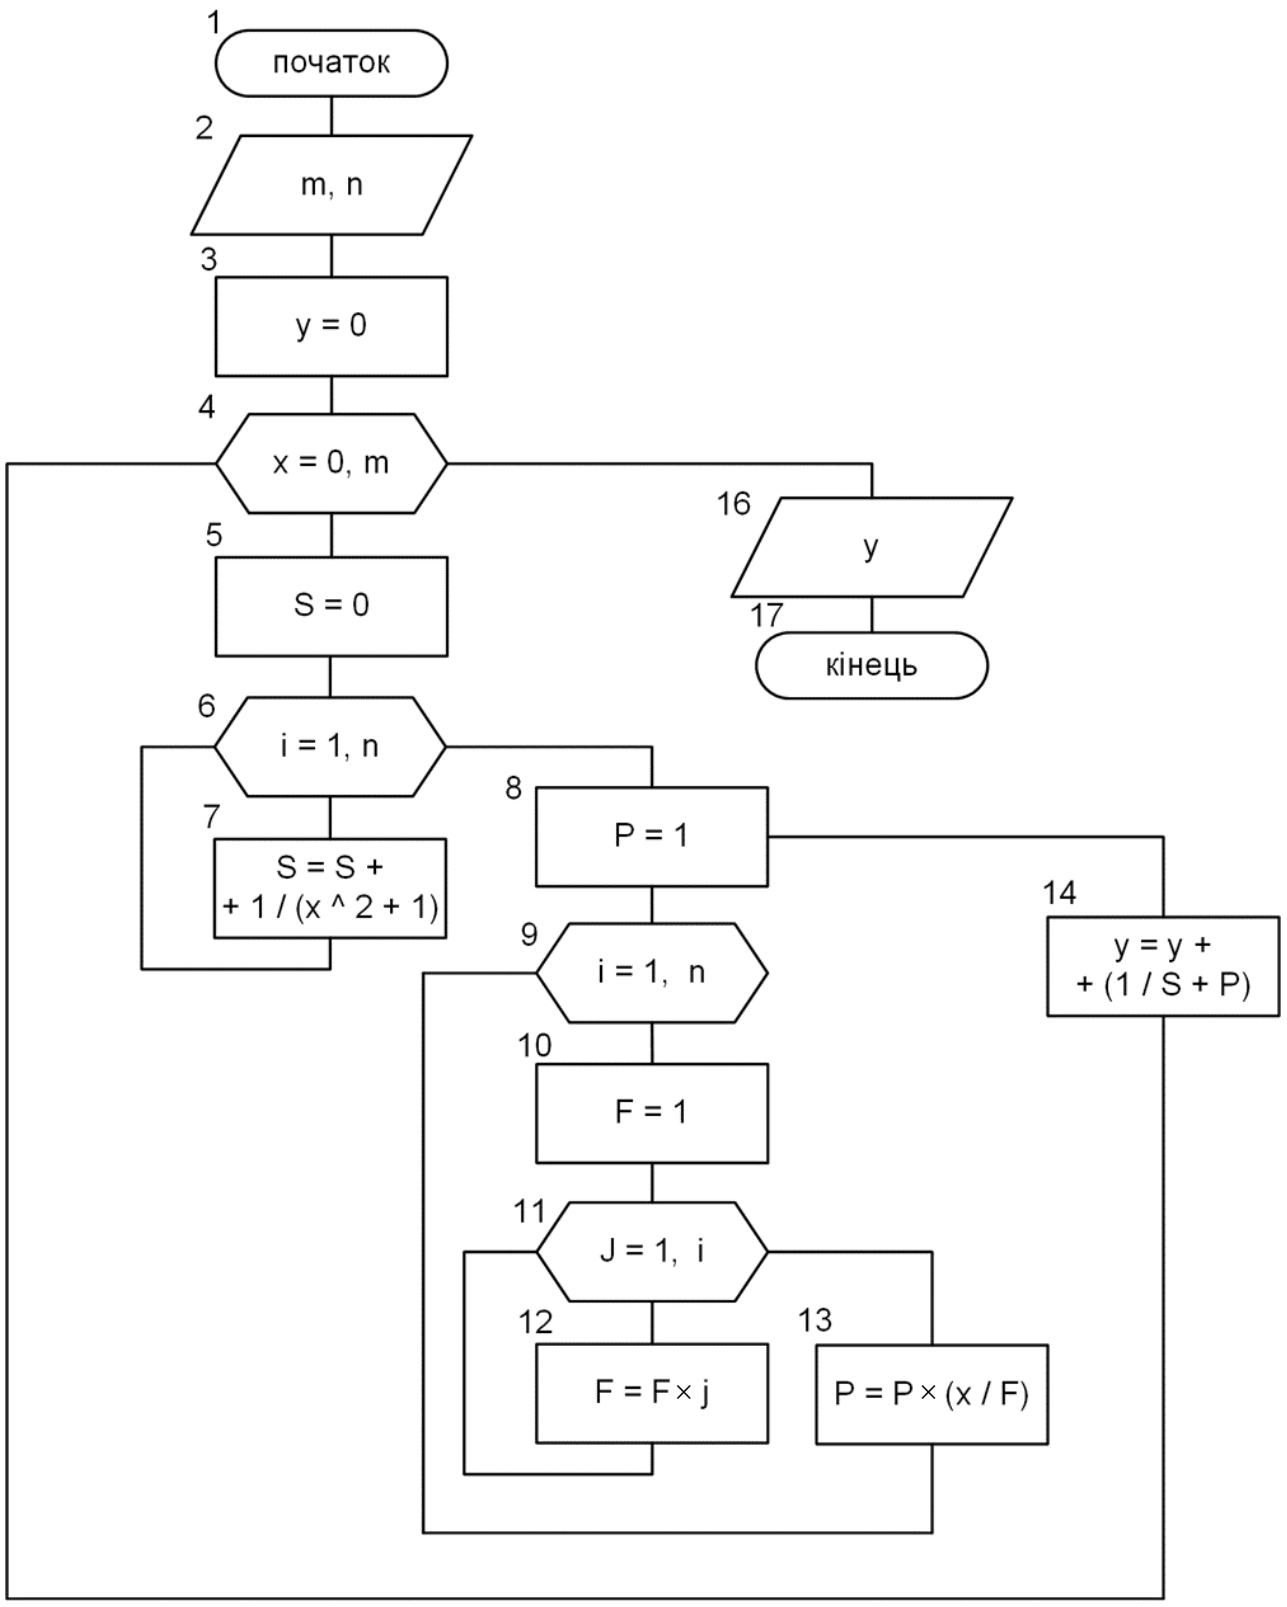 1
початок
2
m, n
3
y = 0
4
x = 0, m
5
S = 0
6
i = 1, n
7
S = S +
+ 1 / (x ^ 2 + 1)
8
P = 1
9
i = 1, n
10
F = 1
11
J = 1, i
12
F = F × j
13
P = P × (x / F)
14
y = y +
+ (1 / S + P)
16
y
17
кінець